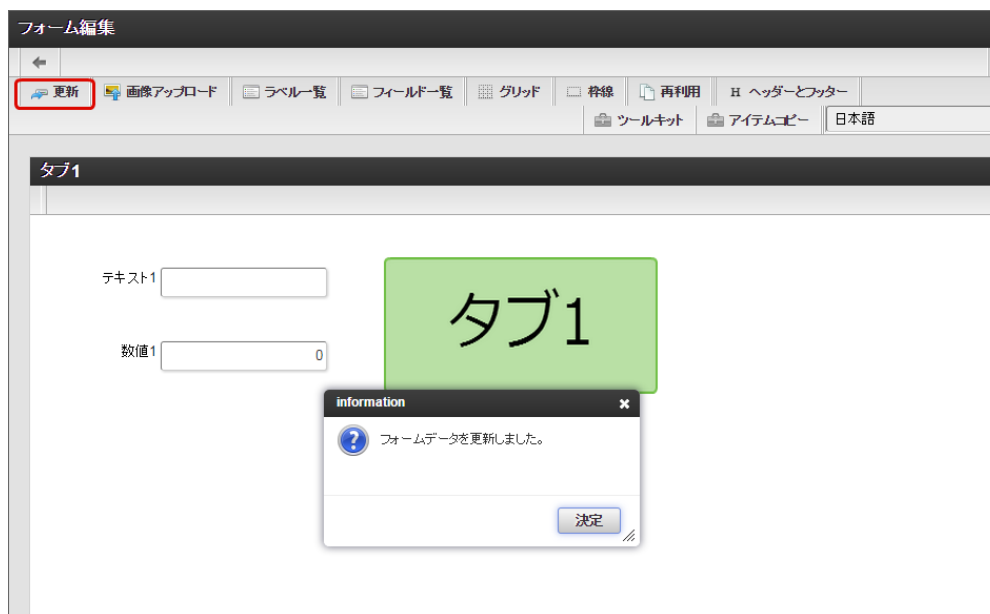 フォーム編集
更新 画像アップロード ラベル一覧 フィールド一覧 グリッド 枠線 再利用 H ヘッダーとフッター
ツールキット アイテムコピー 日本語
タブ1
テキスト1
タブ1
数値1 0
information
フォームデータを更新しました。
決定